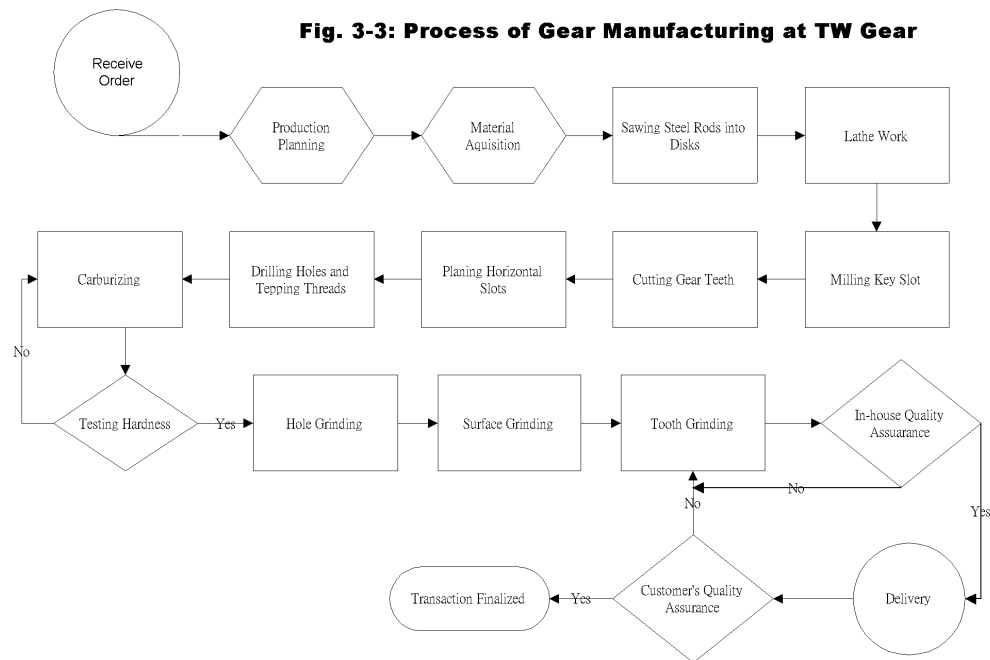 Fig. 3-3: Process of Gear Manufacturing at TW Gear
Receive
Order
Production
Planning
Material
Aquisition
Sawing Steel Rods into
Disks
Lathe Work
Milling Key Slot
Cutting Gear Teeth
Planing Horizontal
Slots
Drilling Holes and
Tepping Threads
Carburizing
No
Testing Hardness
Yes
Hole Grinding
Surface Grinding
Tooth Grinding
In-house Quality
Assuarance
No
Yes
Delivery
Customer's Quality
Assurance
No
Yes
Transaction Finalized